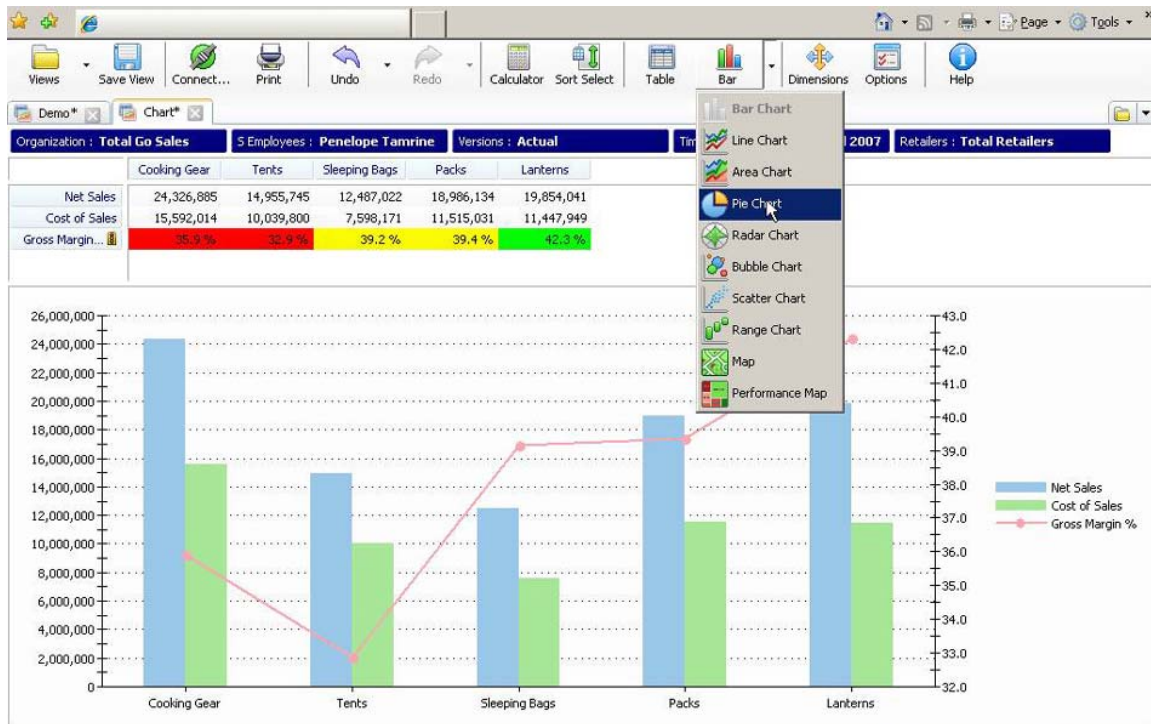 Page Tools
Views Save View Connect... Print Undo Redo Calculator Sort Select Table Bar Dimensions Options Help
Demo* Chart*
Bar Chart
Line Chart
Area Chart
Pie Chart
Radar Chart
Bubble Chart
Scatter Chart
Range Chart
Map
Performance Map
Organization : Total Go Sales S Employees : Penelope Tamrine Versions : Actual 2007 Retailers : Total Retailers
Cooking Gear Tents Sleeping Bags Packs Lanterns
Net Sales 24,326,885 14,955,745 12,487,022 18,986,134 19,854,041
Cost of Sales 15,592,014 10,039,800 7,598,171 11,515,031 11,447,949
Gross Margin... 35.9 % 32.9 % 39.2 % 39.4 % 42.3 %
26,000,000
24,000,000
22,000,000
20,000,000
18,000,000
16,000,000
14,000,000
12,000,000
10,000,000
8,000,000
6,000,000
4,000,000
2,000,000
0
43.0
42.0
41.0
40.0
39.0
38.0
37.0
36.0
35.0
34.0
33.0
32.0
Net Sales
Cost of Sales
Gross Margin %
Cooking Gear Tents Sleeping Bags Packs Lanterns